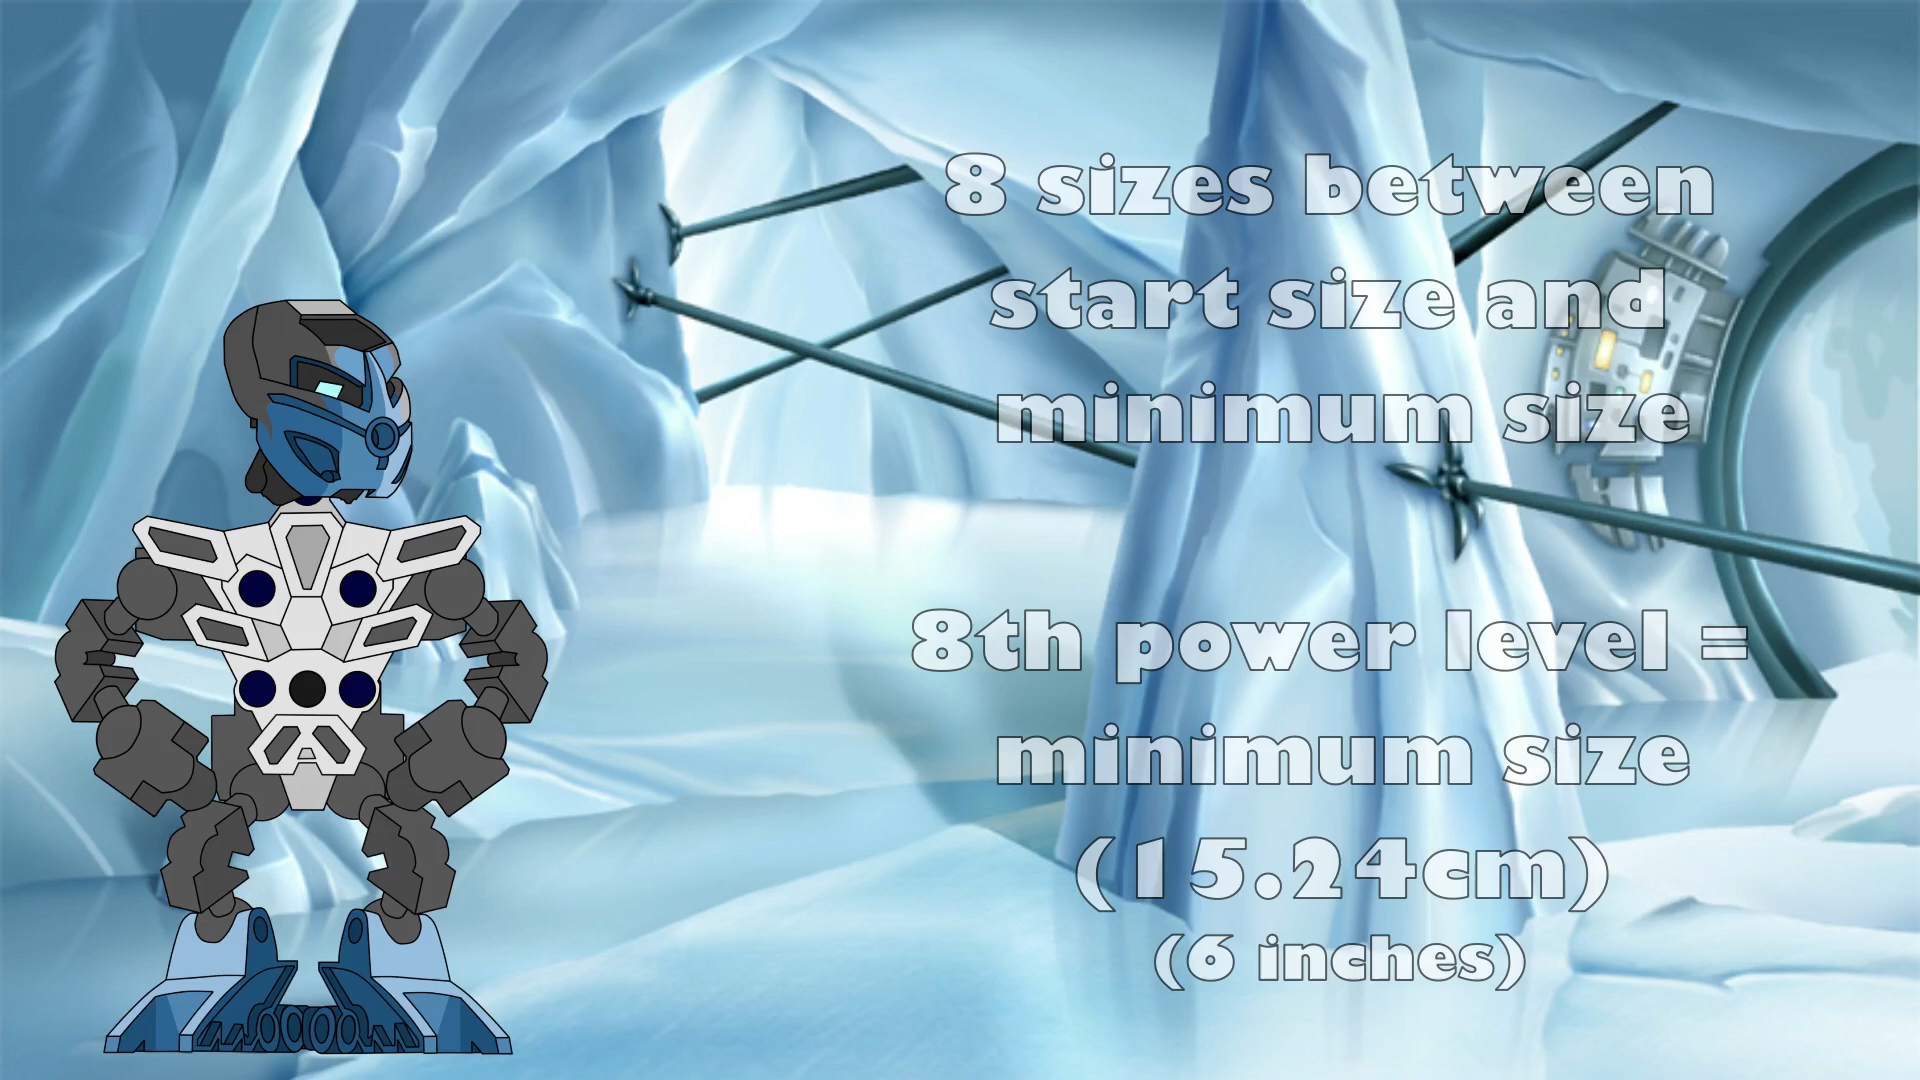 8 sizes between
start size and
minimum size
8th power level =
minimum size
(15.24cm)
(6 inches)